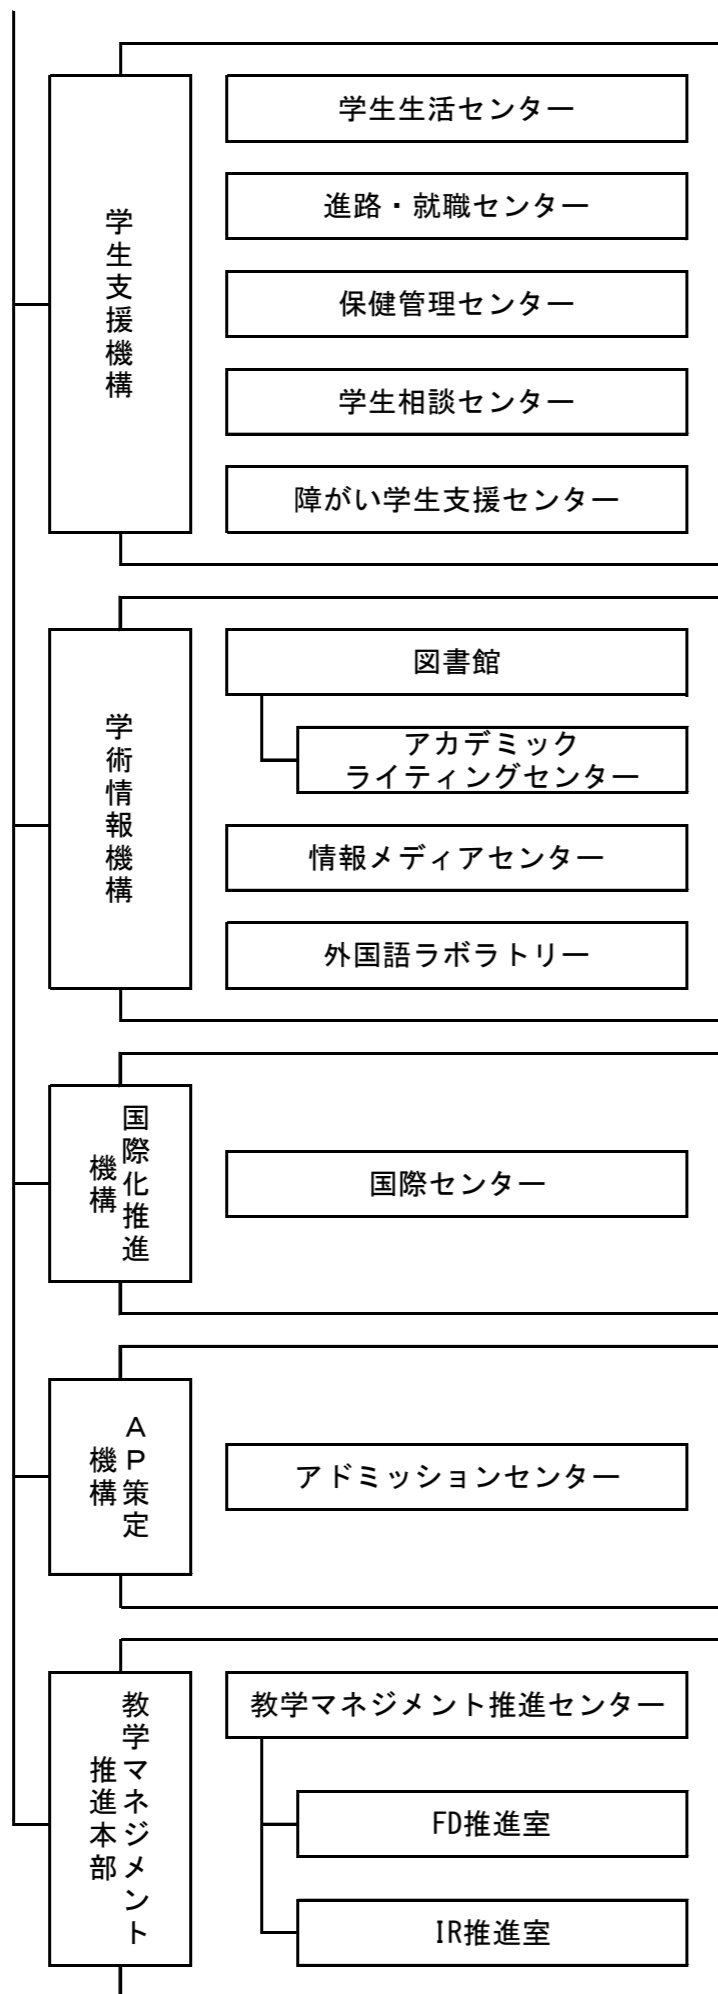 学生支援機構
学生生活センター
進路・就職センター
保健管理センター
学生相談センター
障がい学生支援センター
学術情報機構
図書館
アカデミック
ライティングセンター
情報メディアセンター
外国語ラボラトリー
国際化推進
機構
国際センター
ＡＰ策定
機構
アドミッションセンター
教学マネジメント
推進本部
教学マネジメント推進センター
FD推進室
IR推進室